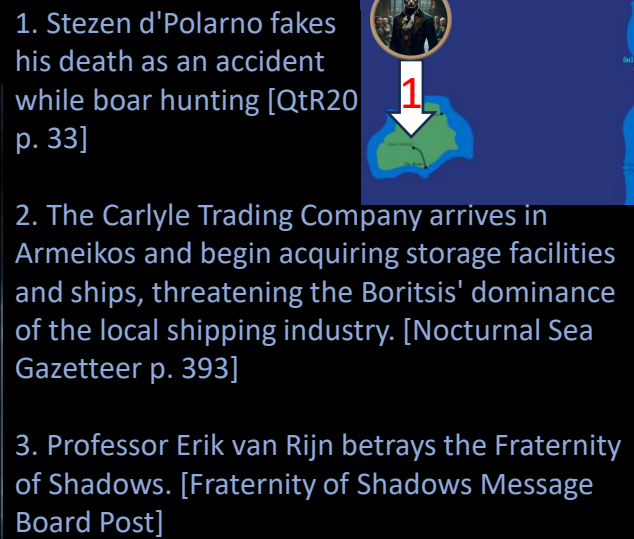 1. Stezen d'Polarno fakes
his death as an accident
while boar hunting [QtR20
p. 33]
1
2. The Carlyle Trading Company arrives in
Armeikos and begin acquiring storage facilities
and ships, threatening the Boritsis' dominance
of the local shipping industry. [Nocturnal Sea
Gazetteer p. 393]
3. Professor Erik van Rijn betrays the Fraternity
of Shadows. [Fraternity of Shadows Message
Board Post]